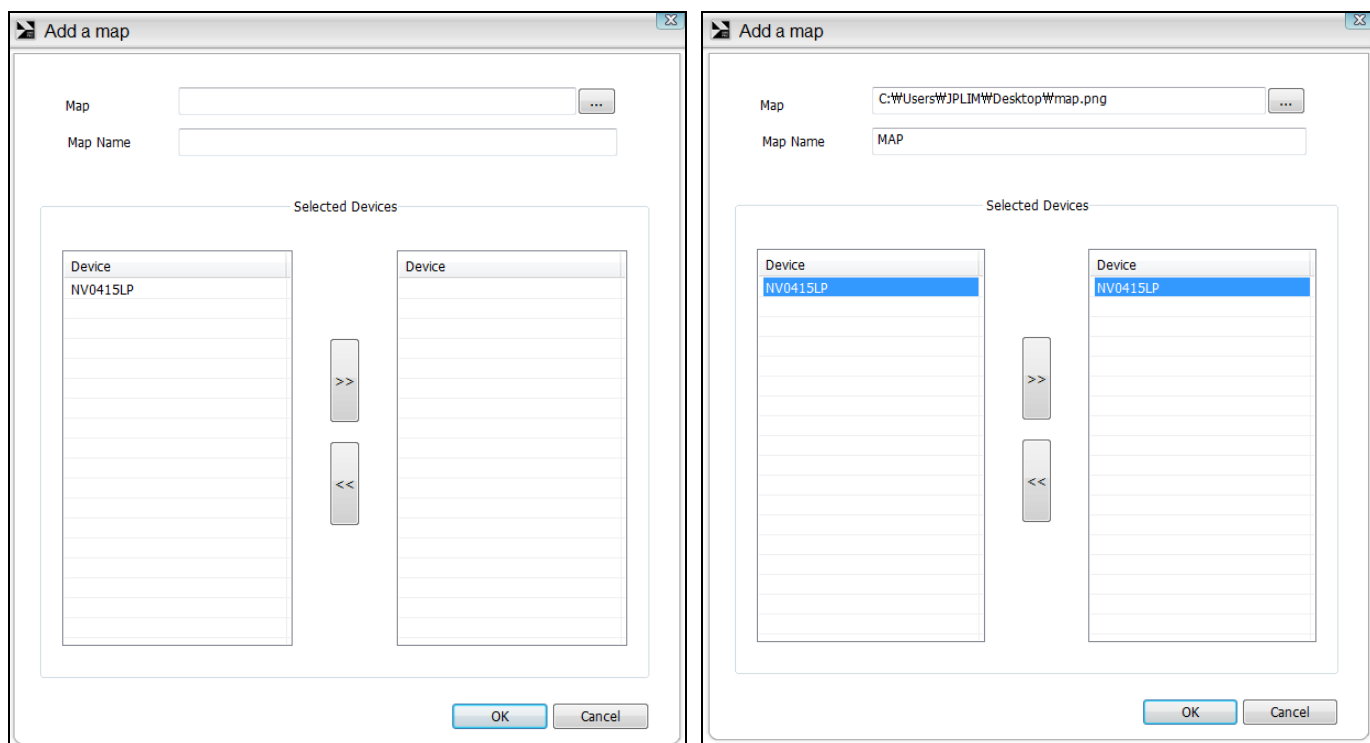 Add a map
Map
...
Map Name
Selected Devices
Device
Device
NV0415LP
>>
<<
OK
Cancel
Add a map
Map
C:₩Users₩JPLIM₩Desktop₩map.png
...
Map Name
MAP
Selected Devices
Device
Device
NV0415LP
NV0415LP
>>
<<
OK
Cancel